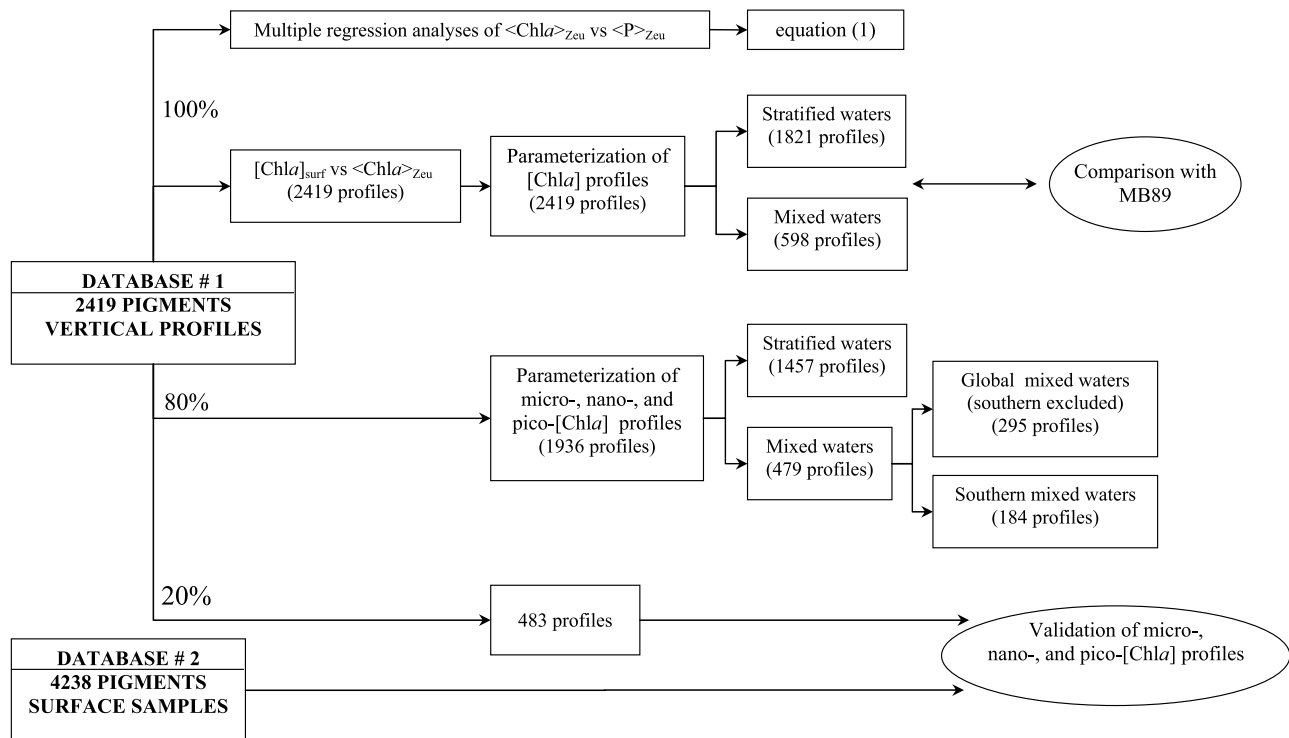 Multiple regression analyses of <Chla>Zeu vs <P>Zeu
equation (1)
100%
[Chla]surf vs <Chla>Zeu
(2419 profiles)
Parameterization of
[Chla] profiles
(2419 profiles)
Stratified waters
(1821 profiles)
Mixed waters
(598 profiles)
Comparison with
MB89
DATABASE # 1
2419 PIGMENTS
VERTICAL PROFILES
80%
Parameterization of
micro-, nano-, and
pico-[Chla] profiles
(1936 profiles)
Stratified waters
(1457 profiles)
Mixed waters
(479 profiles)
Global mixed waters
(southern excluded)
(295 profiles)
Southern mixed waters
(184 profiles)
20%
483 profiles
DATABASE # 2
4238 PIGMENTS
SURFACE SAMPLES
Validation of micro-,
nano-, and pico-[Chla] profiles